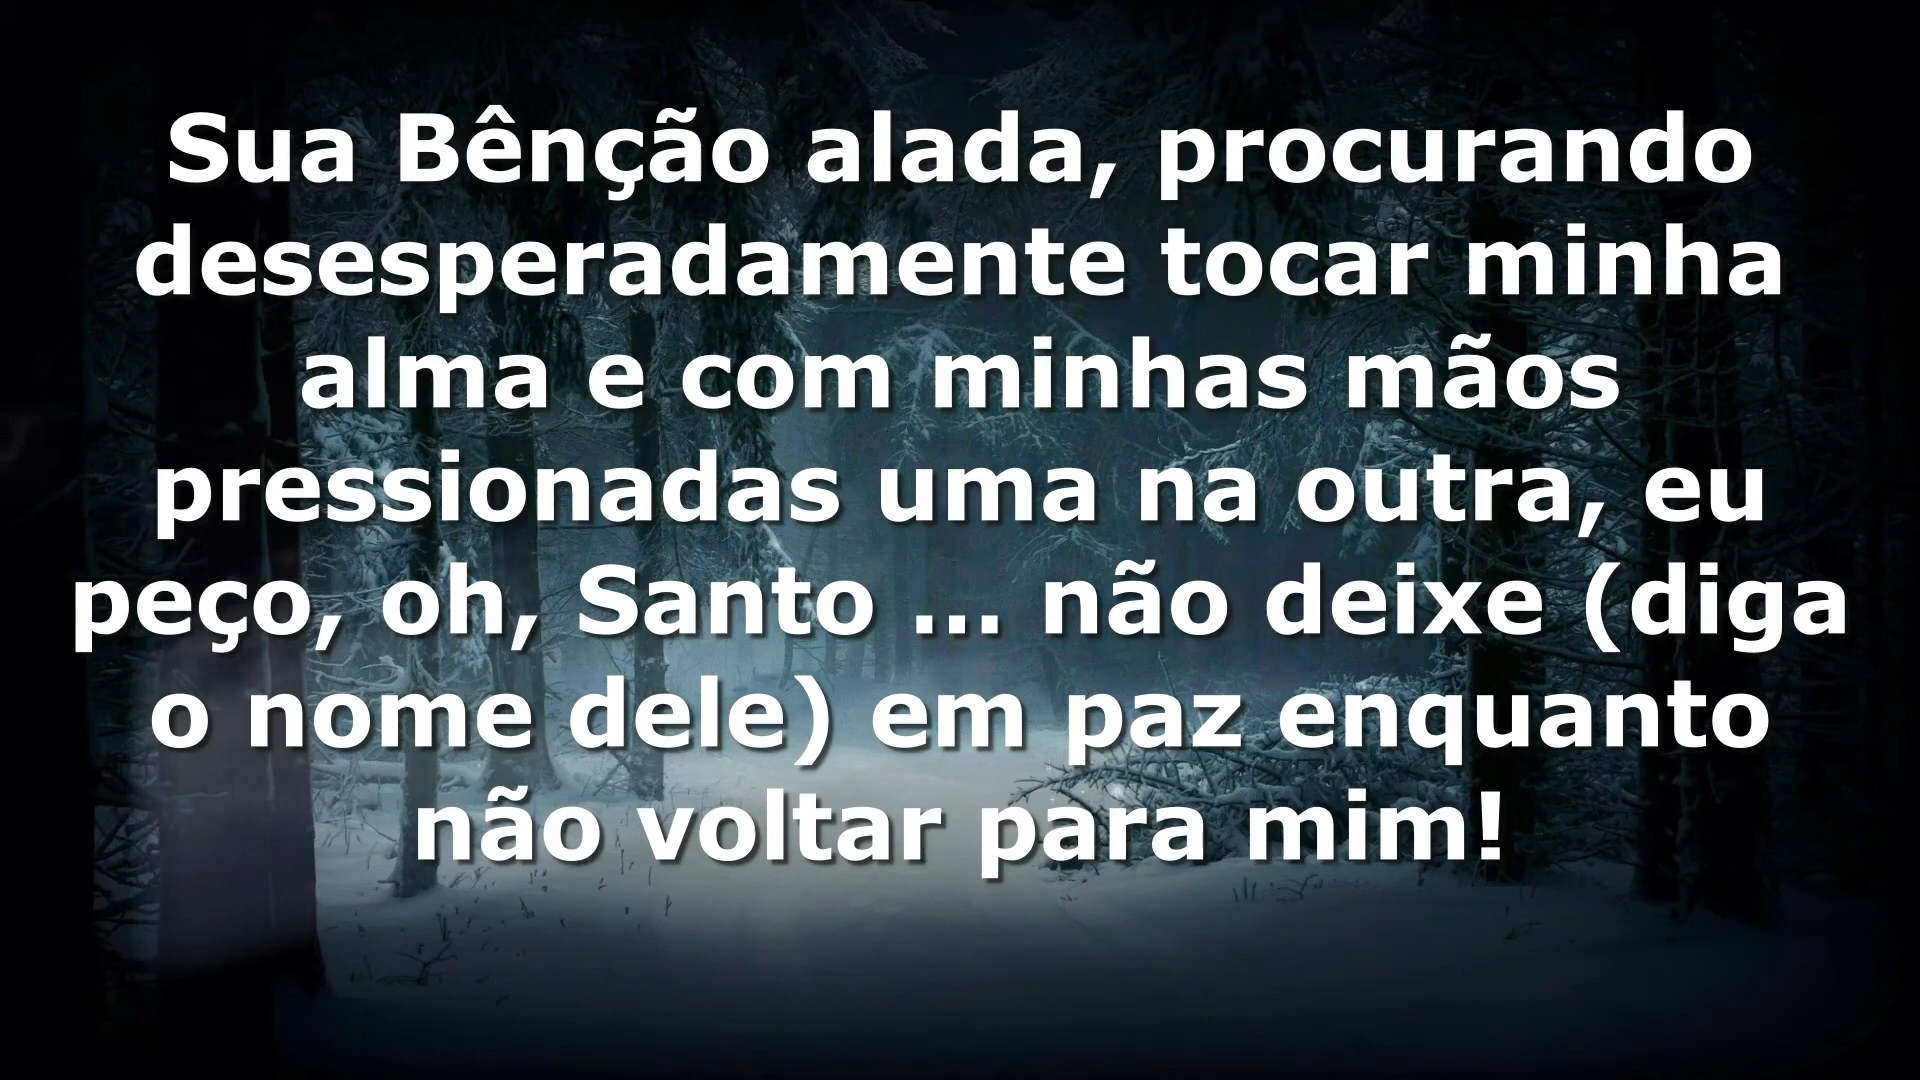 Sua Bênção alada, procurando
desesperadamente tocar minha
alma e com minhas mãos
pressionadas uma na outra, eu
peço, oh, Santo ... não deixe (diga
o nome dele) em paz enquanto
não voltar para mim!